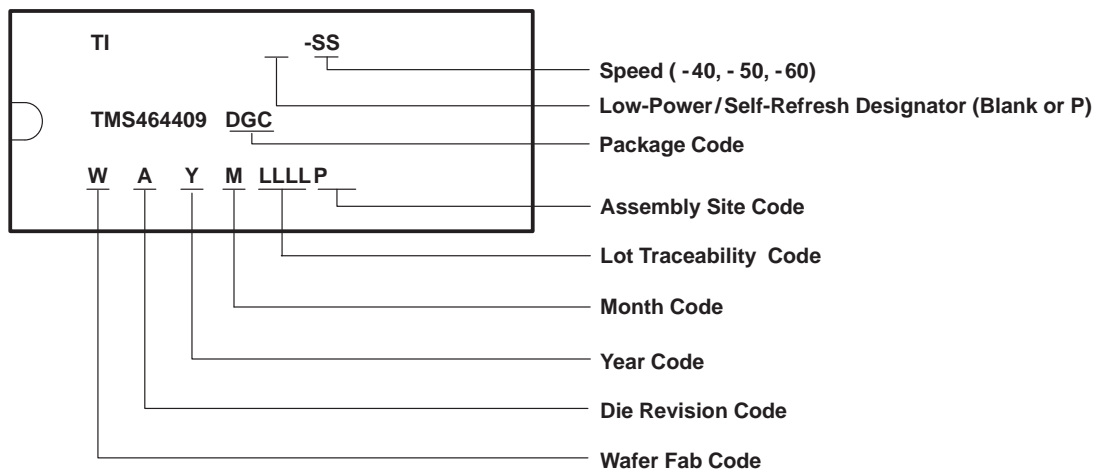 TI -SS
Speed ( -40, - 50, -60)
Low-Power/Self-Refresh Designator (Blank or P)
TMS464409 DGC
Package Code
W A Y M LLLL P
Assembly Site Code
Lot Traceability Code
Month Code
Year Code
Die Revision Code
Wafer Fab Code